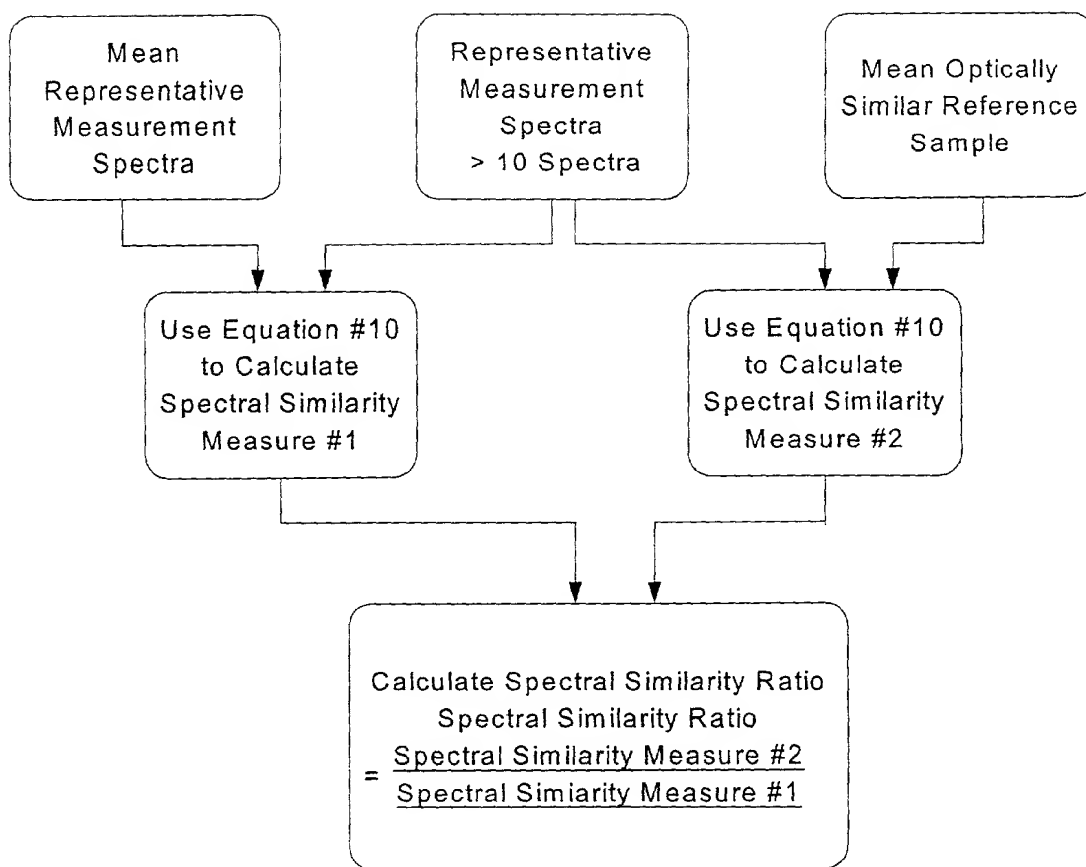 Mean
Representative
Measurement
Spectra
Representative
Measurement
Spectra
> 10 Spectra
Mean Optically
Similar Reference
Sample
Use Equation #10
to Calculate
Spectral Similarity
Measure #1
Use Equation #10
to Calculate
Spectral Similarity
Measure #2
Calculate Spectral Similarity Ratio
Spectral Similarity Ratio
= Spectral Similarity Measure #2
Spectral Simiarity Measure #1